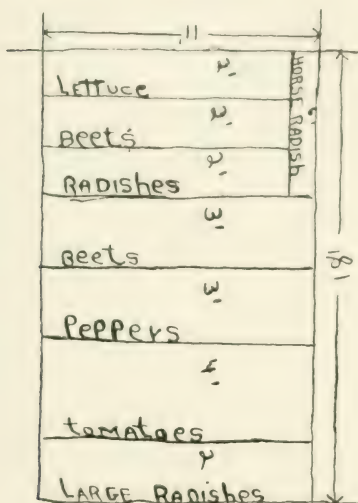 11
2'
LETTUCE
HORSE RADISH
6'
2'
BeetS
2'
RADISHes
3'
Beets
3'
PePPeRS
18'
4'
toMAToes
2
LARGE RADishes